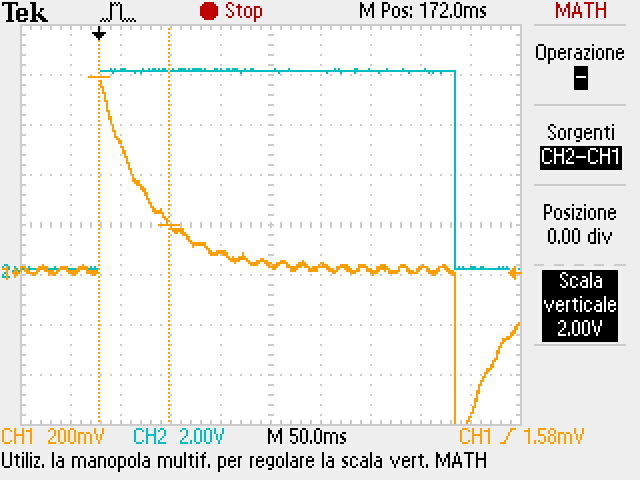 Tek
Stop
M Pos: 172.0ms
MATH
Operazione
–
Sorgenti
CH2–CH1
Posizione
0.00 div
Scala
verticale
2.00V
2
CH1 200mV
CH2 2.00V
M 50.0ms
CH1 1.58mV
Utiliz. la manopola multif. per regolare la scala vert. MATH